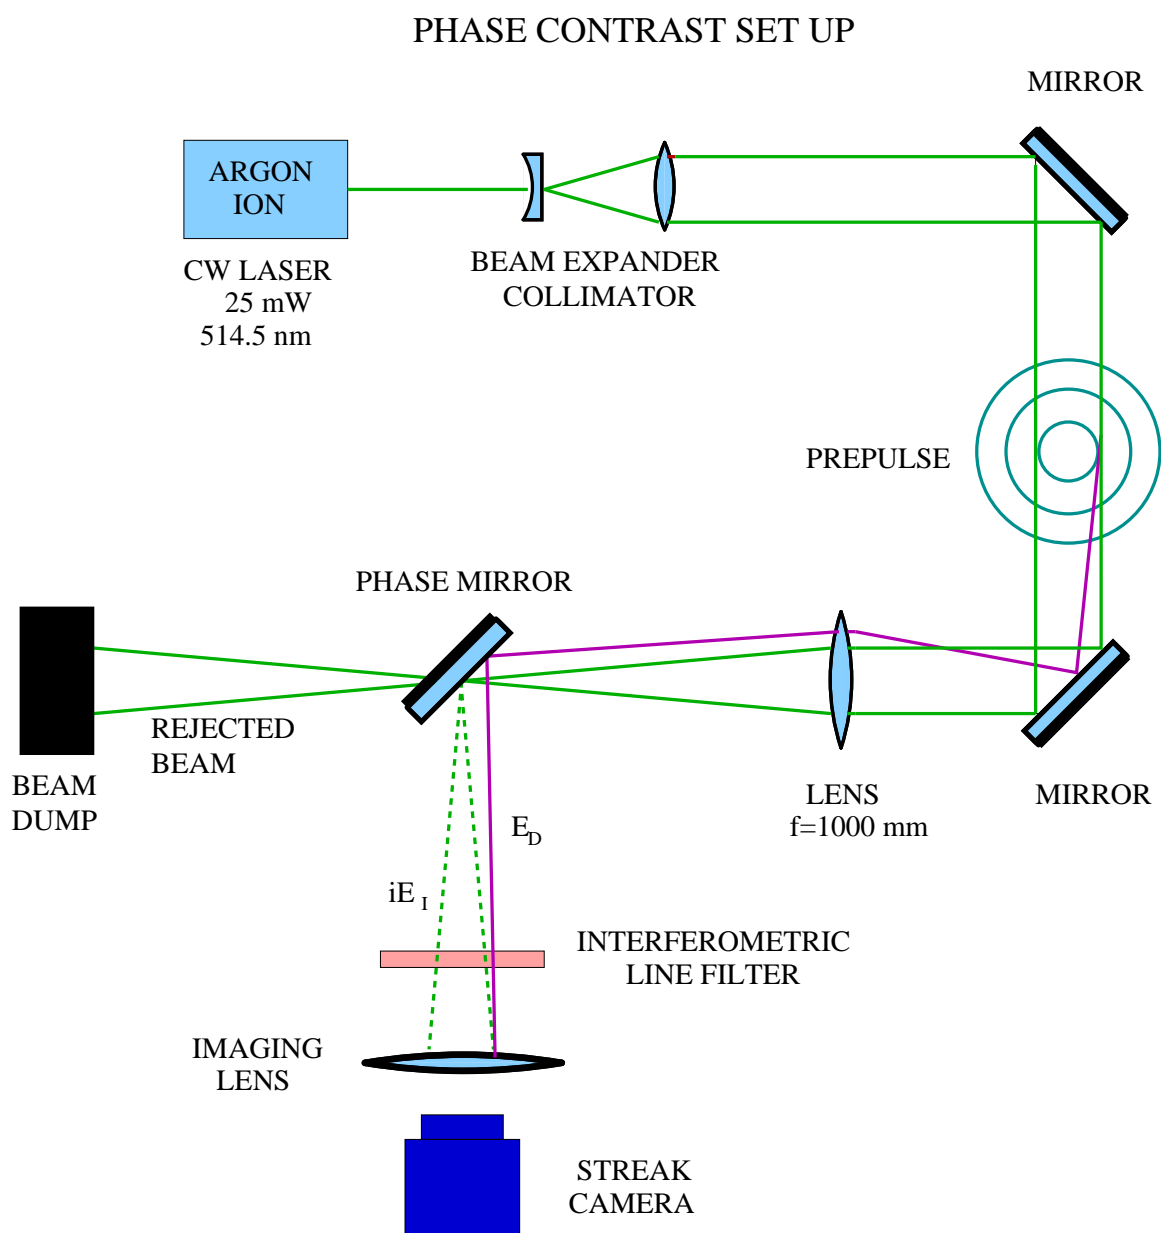 PHASE CONTRAST SET UP
MIRROR
ARGON
ION
CW LASER
25 mW
514.5 nm
BEAM EXPANDER
COLLIMATOR
PREPULSE
PHASE MIRROR
REJECTED
BEAM
BEAM
DUMP
LENS
f=1000 mm
MIRROR
E_D
iE_I
INTERFEROMETRIC
LINE FILTER
IMAGING
LENS
STREAK
CAMERA